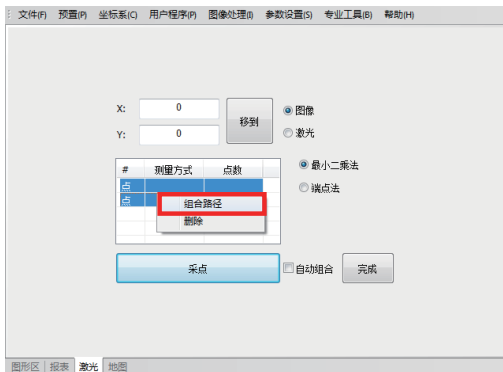 文件(F) 预置(P) 坐标系(C) 用户程序(P) 图像处理(I) 参数设置(S) 专业工具(B) 帮助(H)
X: 0 移到 图像
Y: 0 激光
# 测量方式 点数 最小二乘法
点 端点法
点 组合路径
删除
采点 自动组合 完成
图形区 报表 激光 地图